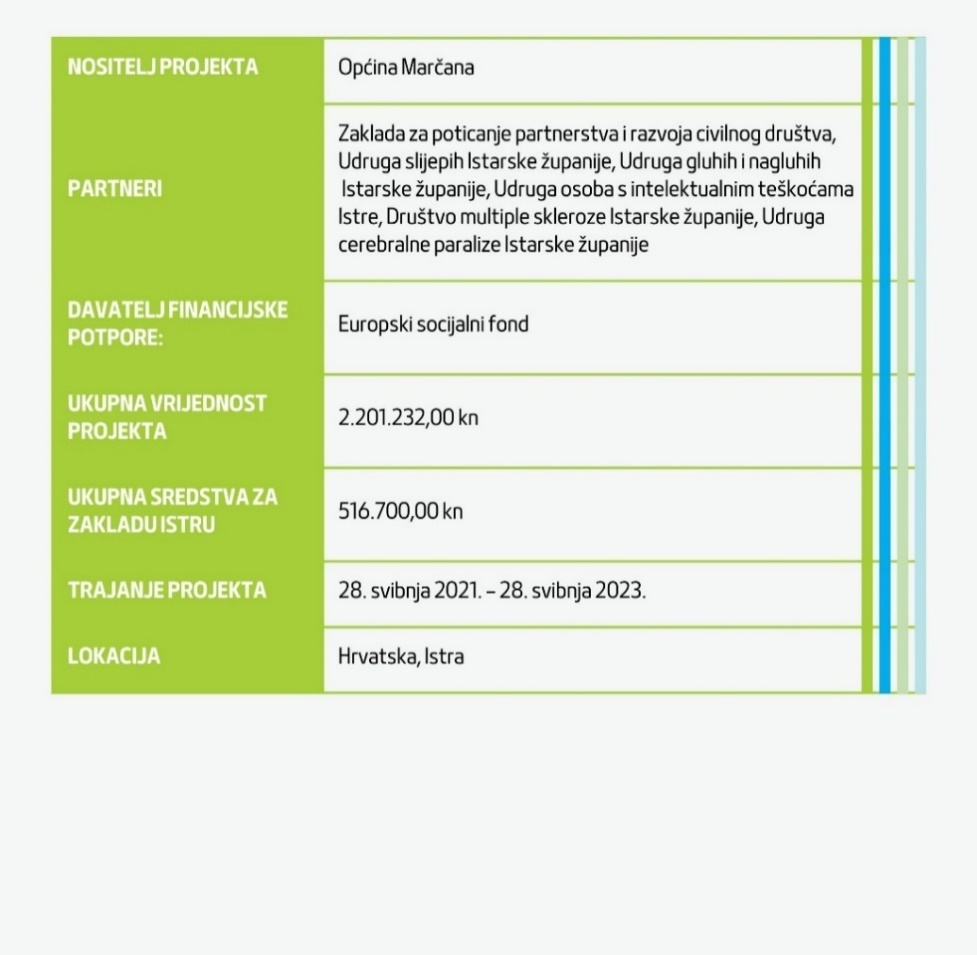 NOSITELJ PROJEKTA
Općina Marčana
PARTNERI
Zaklada za poticanje partnerstva i razvoja civilnog društva,
Udruga slijepih Istarske županije, Udruga gluhih i nagluhih
Istarske županije, Udruga osoba s intelektualnim teškoćama
Istre, Društvo multiple skleroze Istarske županije, Udruga
cerebralne paralize Istarske županije
DAVATELJ FINANCIJSKE
POTPORE:
Europski socijalni fond
UKUPNA VRIJEDNOST
PROJEKTA
2.201.232,00 kn
UKUPNA SREDSTVA ZA
ZAKLADU ISTRU
516.700,00 kn
TRAJANJE PROJEKTA
28. svibnja 2021. – 28. svibnja 2023.
LOKACIJA
Hrvatska, Istra